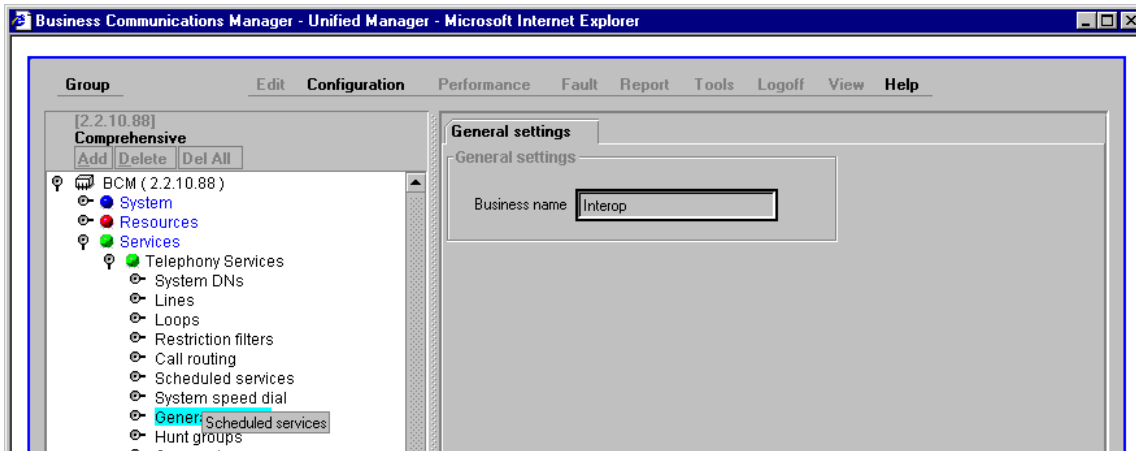 Business Communications Manager - Unified Manager - Microsoft Internet Explorer
Group Edit Configuration Performance Fault Report Tools Logoff View Help
[2.2.10.88]
Comprehensive
Add Delete Del All
BCM ( 2.2.10.88 )
System
Resources
Services
Telephony Services
System DNs
Lines
Loops
Restriction filters
Call routing
Scheduled services
System speed dial
Scheduled services
Hunt groups
General settings
General settings
Business name Interop